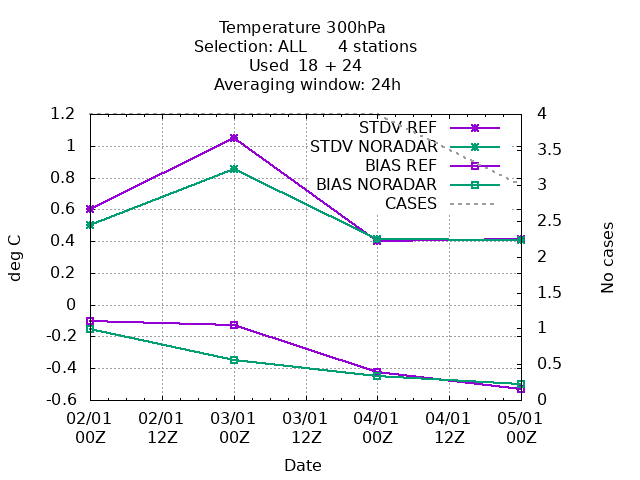 Temperature 300hPa
Selection: ALL      4 stations
Used  18 + 24
Averaging window: 24h
STDV REF
STDV NORADAR
BIAS REF
BIAS NORADAR
CASES
1.2
1
0.8
0.6
0.4
0.2
0
-0.2
-0.4
-0.6
deg C
4
3.5
3
2.5
2
1.5
1
0.5
0
No cases
02/01 02/01 03/01 03/01 04/01 04/01 05/01
00Z 12Z 00Z 12Z 00Z 12Z 00Z
Date